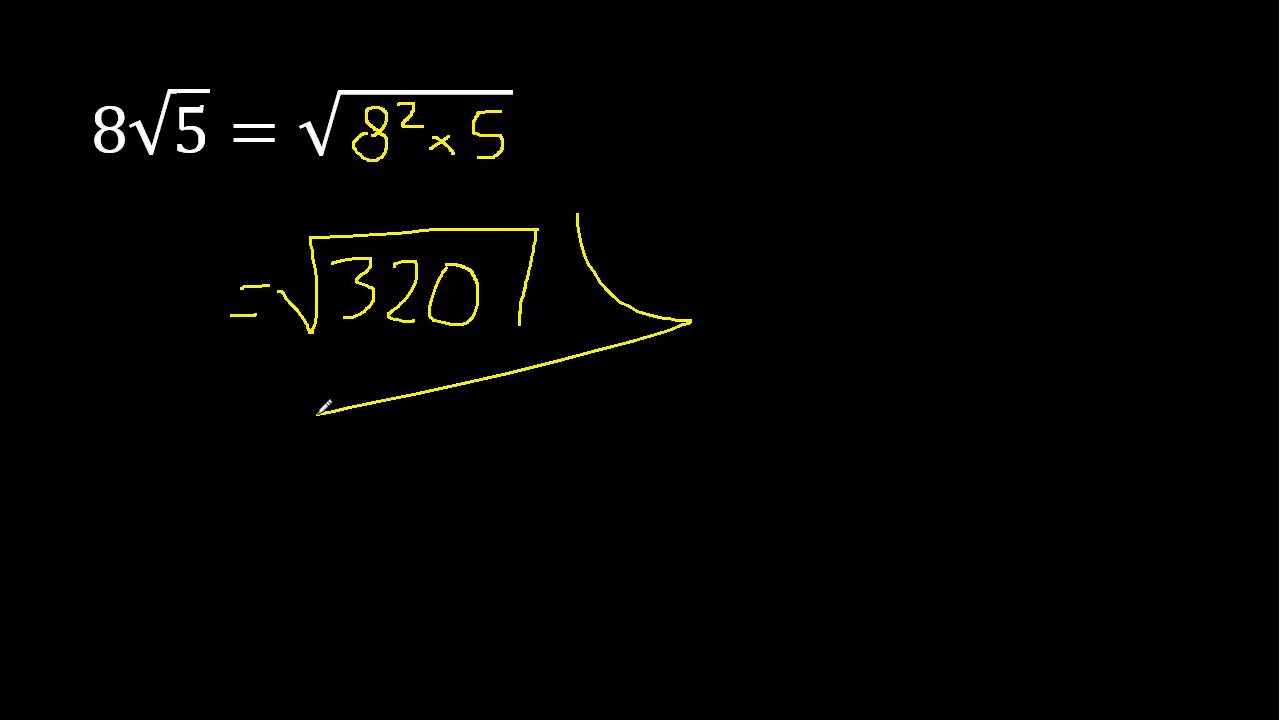 8√5 = √8² × 5
= √320